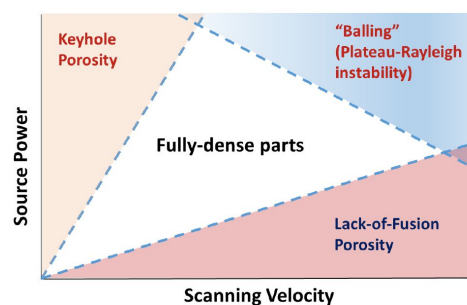 Keyhole
Porosity
“Balling”
(Plateau-Rayleigh
instability)
Fully-dense parts
Lack-of-Fusion
Porosity
Source Power
Scanning Velocity